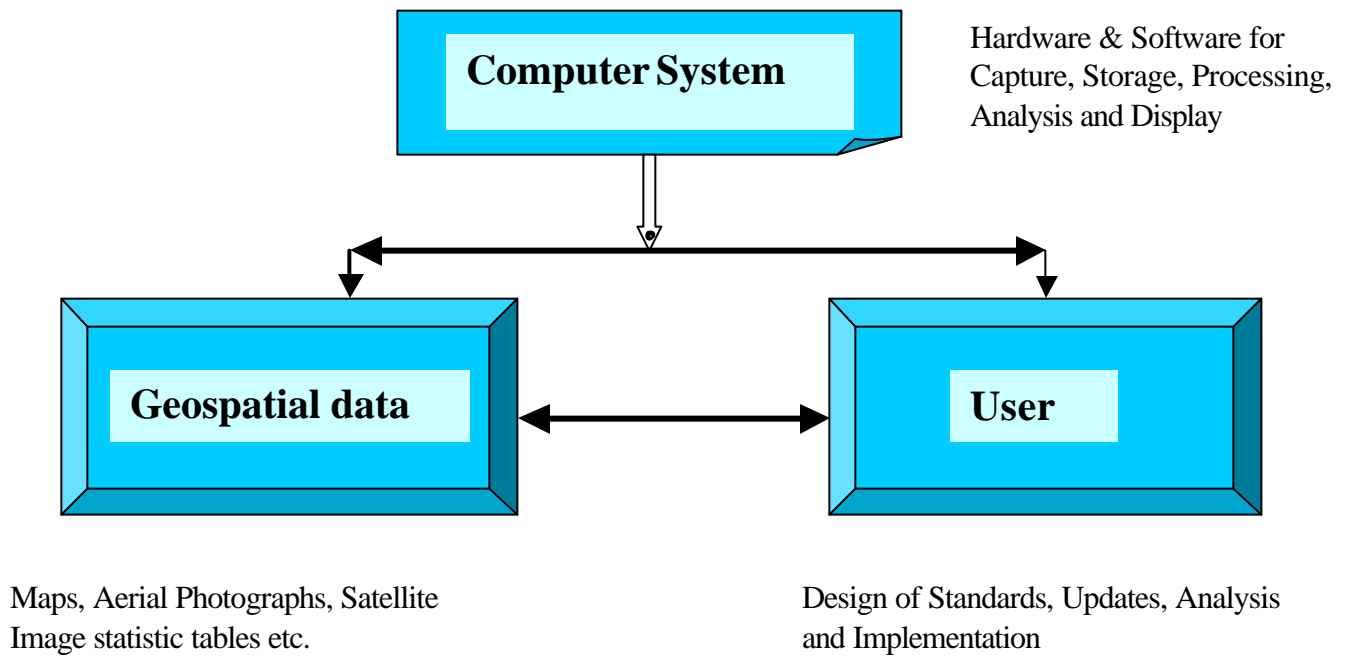 Computer System
Hardware & Software for
Capture, Storage, Processing,
Analysis and Display
Geospatial data
User
Maps, Aerial Photographs, Satellite
Image statistic tables etc.
Design of Standards, Updates, Analysis
and Implementation